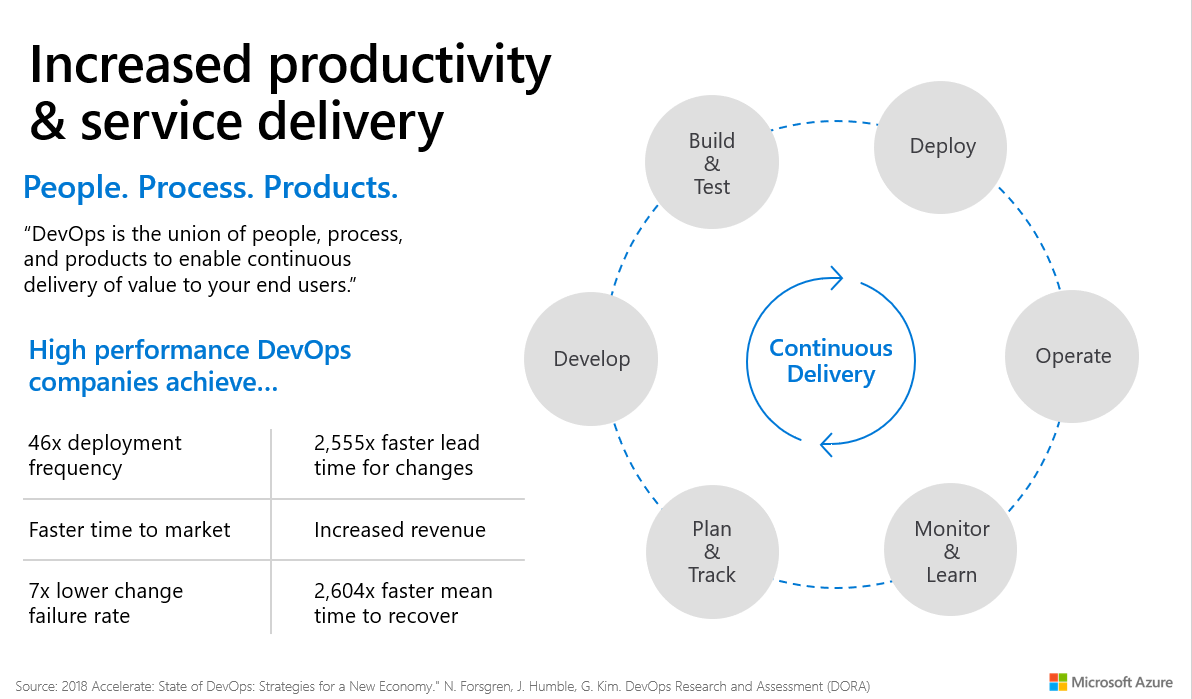 Increased productivity
& service delivery
People. Process. Products.
“DevOps is the union of people, process,
and products to enable continuous
delivery of value to your end users.”
High performance DevOps
companies achieve…
46x deployment
frequency
2,555x faster lead
time for changes
Faster time to market
Increased revenue
7x lower change
failure rate
2,604x faster mean
time to recover
Build
&
Test
Deploy
Develop
Continuous
Delivery
Operate
Plan
&
Track
Monitor
&
Learn
Source: 2018 Accelerate: State of DevOps: Strategies for a New Economy." N. Forsgren, J. Humble, G. Kim. DevOps Research and Assessment (DORA)
Microsoft Azure